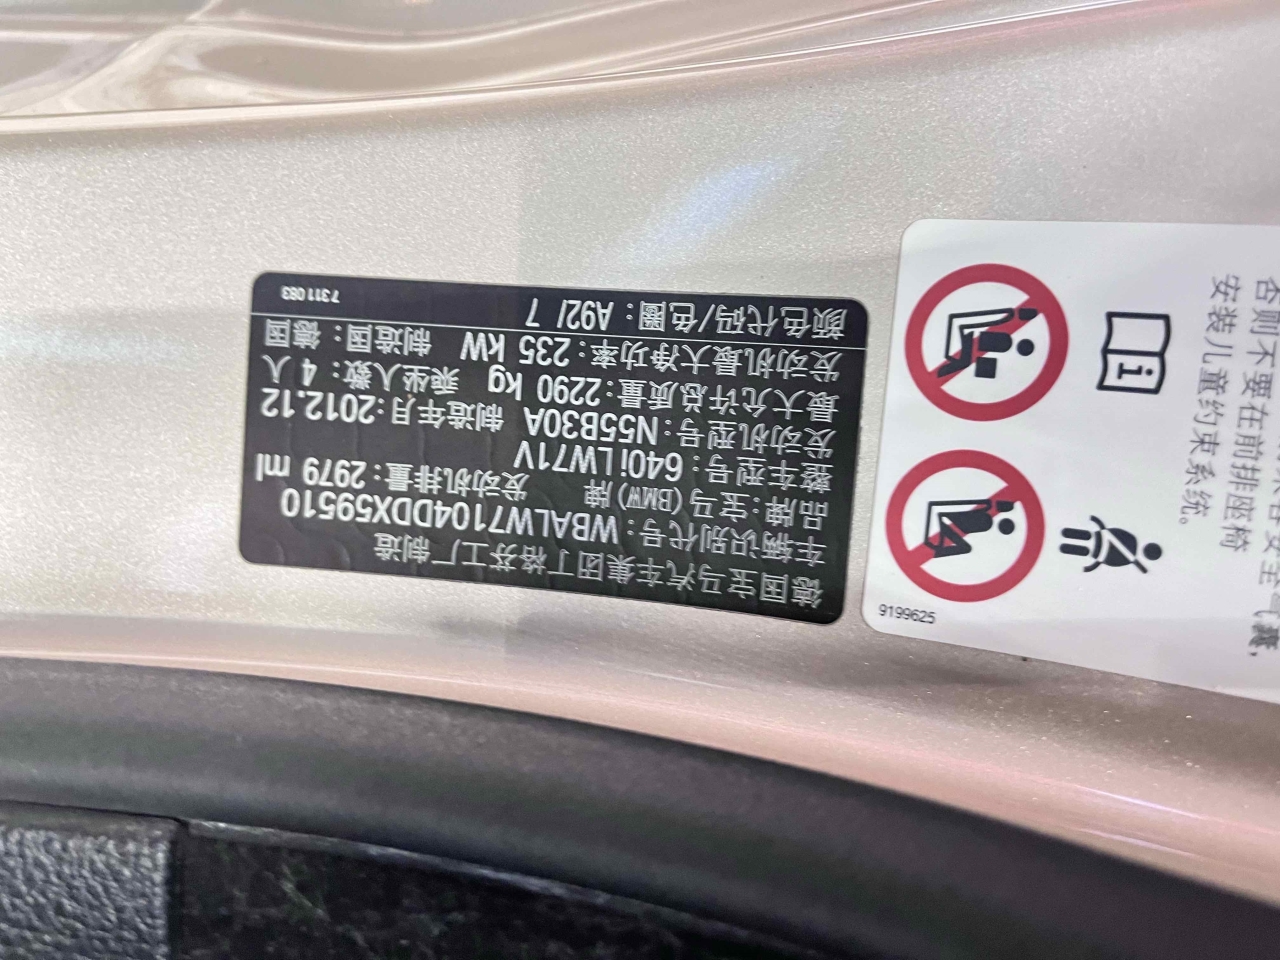 德国宝马汽车集团丁格芬工厂 制造
车辆识别代号：WBALW7104DDX59510
品牌：宝马(BMW)牌 发动机排量：2979 ml
整车型号：640iLW71V
发动机型号：N55B30A 制造年月：2012.12
最大允许总质量：2290 kg 乘坐人数：4 人
发动机最大净功率：235 kW 制造国：德国
颜色代码/色圈：A92/ 7
7 311 083
9199625
否则不要在前排座椅
安装儿童约束系统。
i